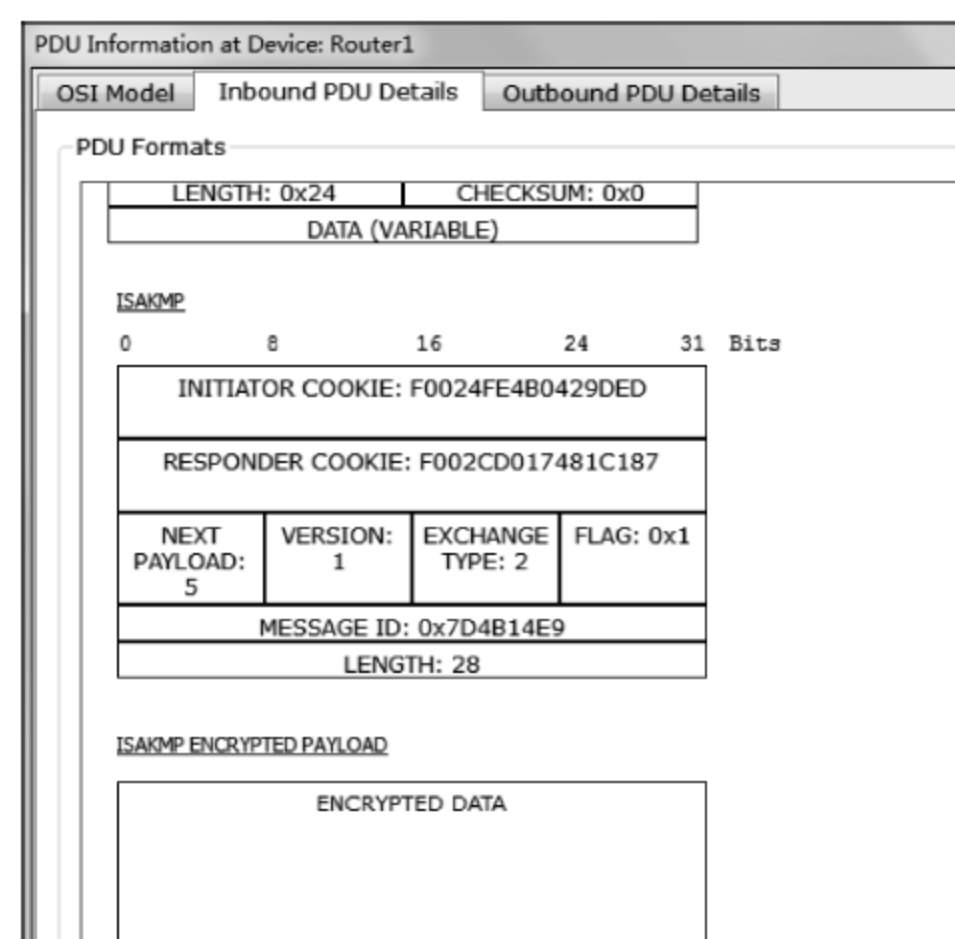 PDU Information at Device: Router1
OSI Model Inbound PDU Details Outbound PDU Details
PDU Formats
LENGTH: 0x24 CHECKSUM: 0x0
DATA (VARIABLE)
ISAKMP
0 8 16 24 31 Bits
INITIATOR COOKIE: F0024FE4B0429DED
RESPONDER COOKIE: F002CD017481C187
NEXT VERSION: EXCHANGE FLAG: 0x1
PAYLOAD: 1 TYPE: 2
5
MESSAGE ID: 0x7D4B14E9
LENGTH: 28
ISAKMP ENCRYPTED PAYLOAD
ENCRYPTED DATA